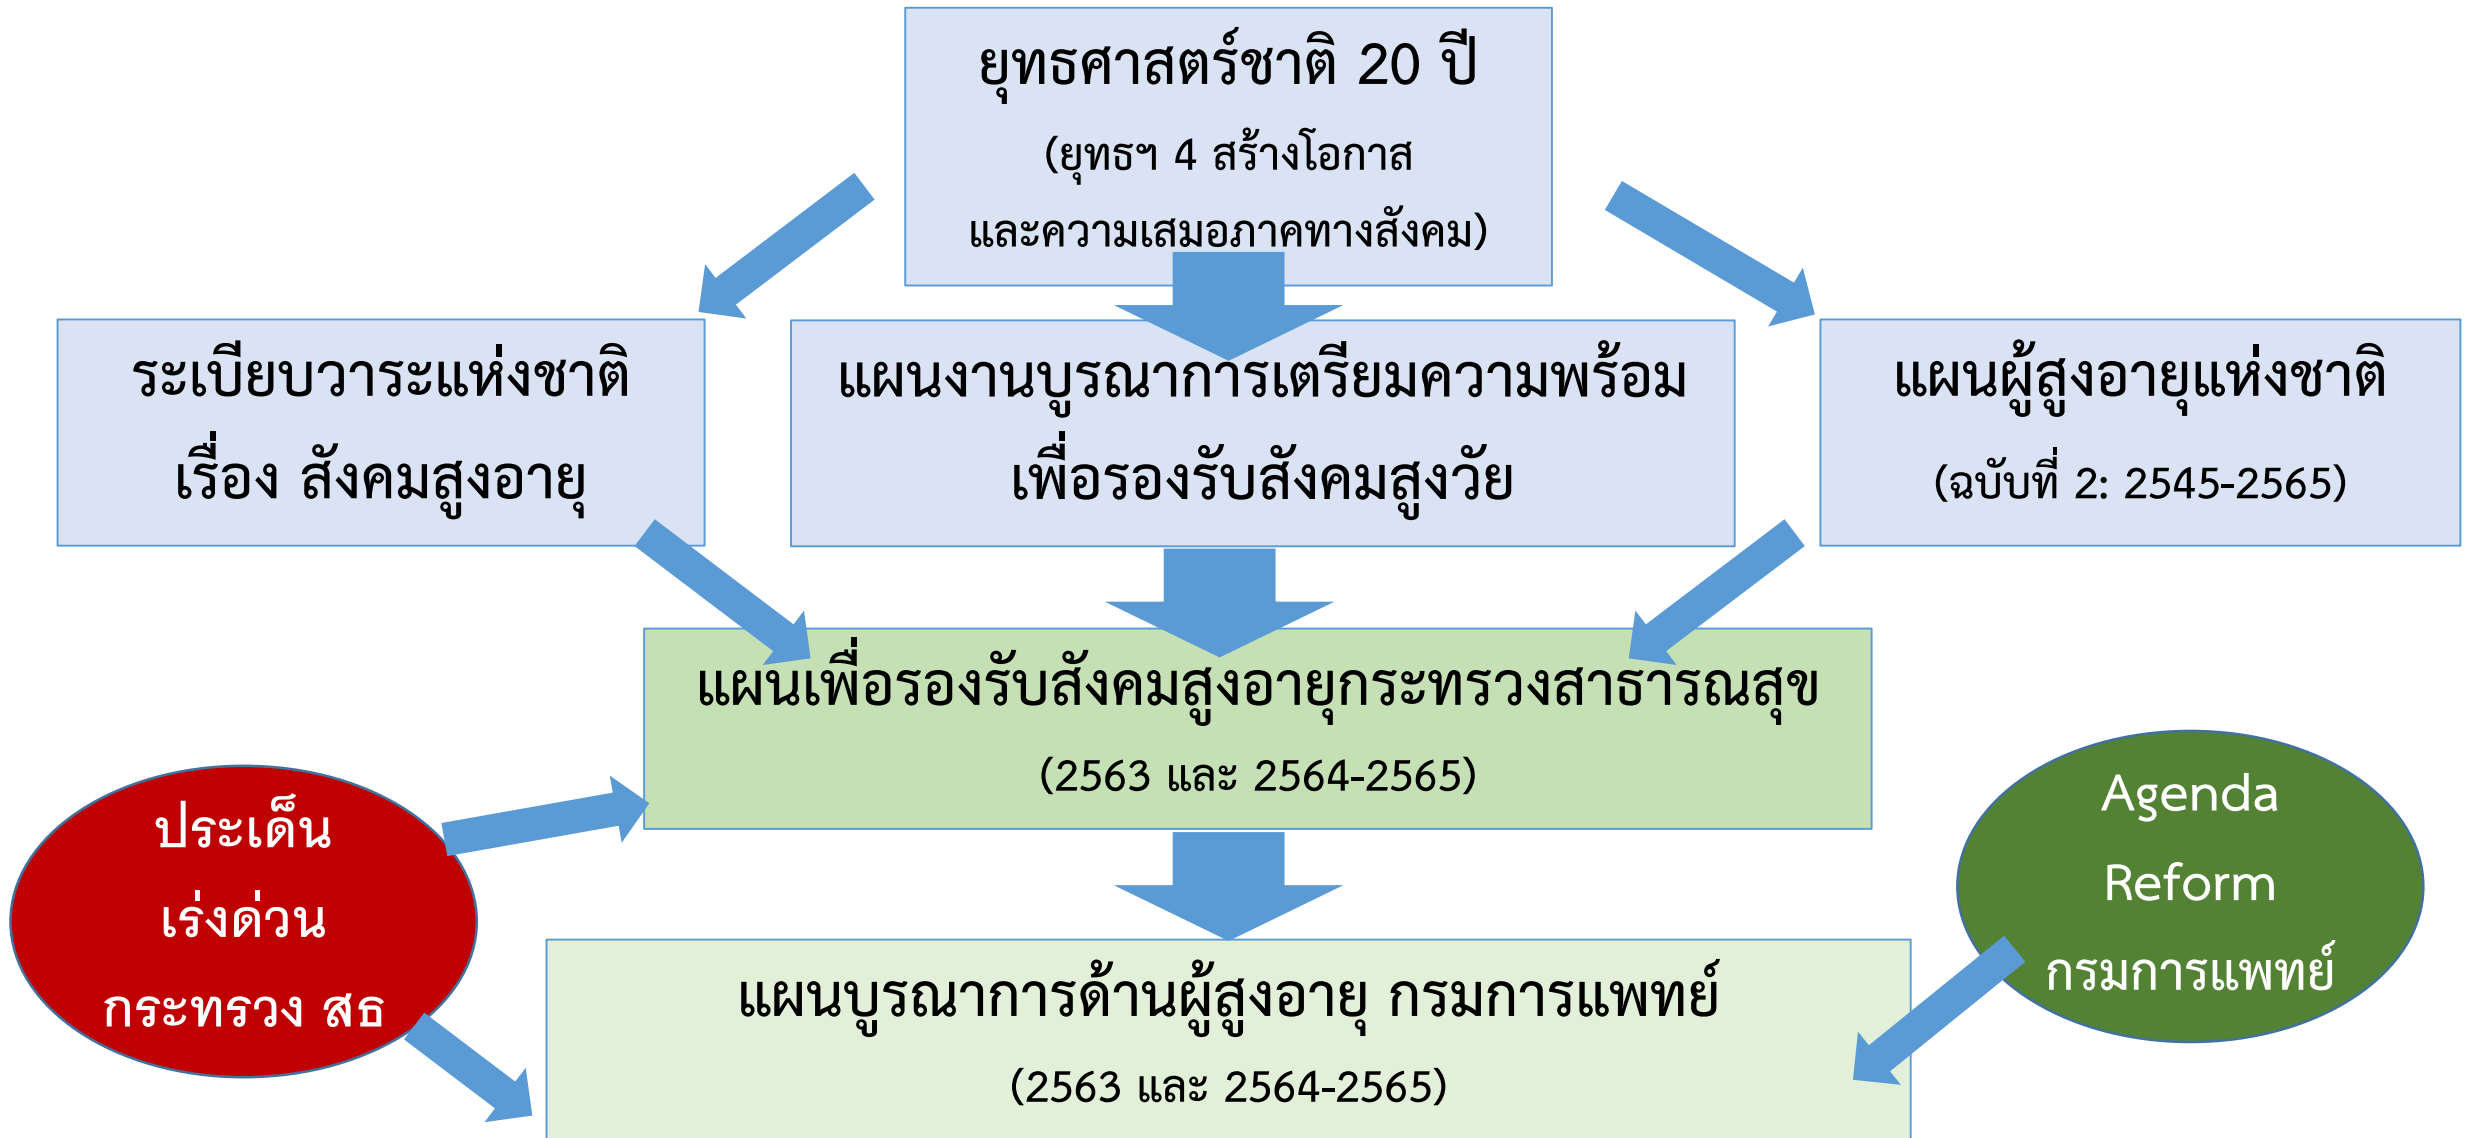 ยุทธศาสตร์ชาติ 20 ปี
(ยุทธฯ 4 สร้างโอกาส
และความเสมอภาคทางสังคม)
ระเบียบวาระแห่งชาติ
เรื่อง สังคมสูงอายุ
แผนงานบูรณาการเตรียมความพร้อม
เพื่อรองรับสังคมสูงวัย
แผนผู้สูงอายุแห่งชาติ
(ฉบับที่ 2: 2545-2565)
แผนเพื่อรองรับสังคมสูงอายุกระทรวงสาธารณสุข
(2563 และ 2564-2565)
ประเด็น
เร่งด่วน
กระทรวง สธ
Agenda
Reform
กรมการแพทย์
แผนบูรณาการด้านผู้สูงอายุ กรมการแพทย์
(2563 และ 2564-2565)